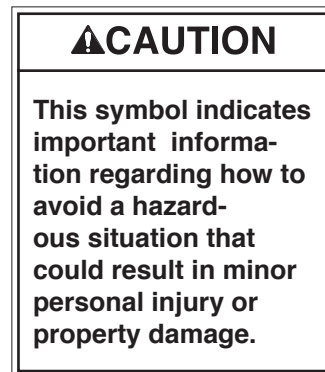 ⚠CAUTION
This symbol indicates
important informa-
tion regarding how to
avoid a hazard-
ous situation that
could result in minor
personal injury or
property damage.